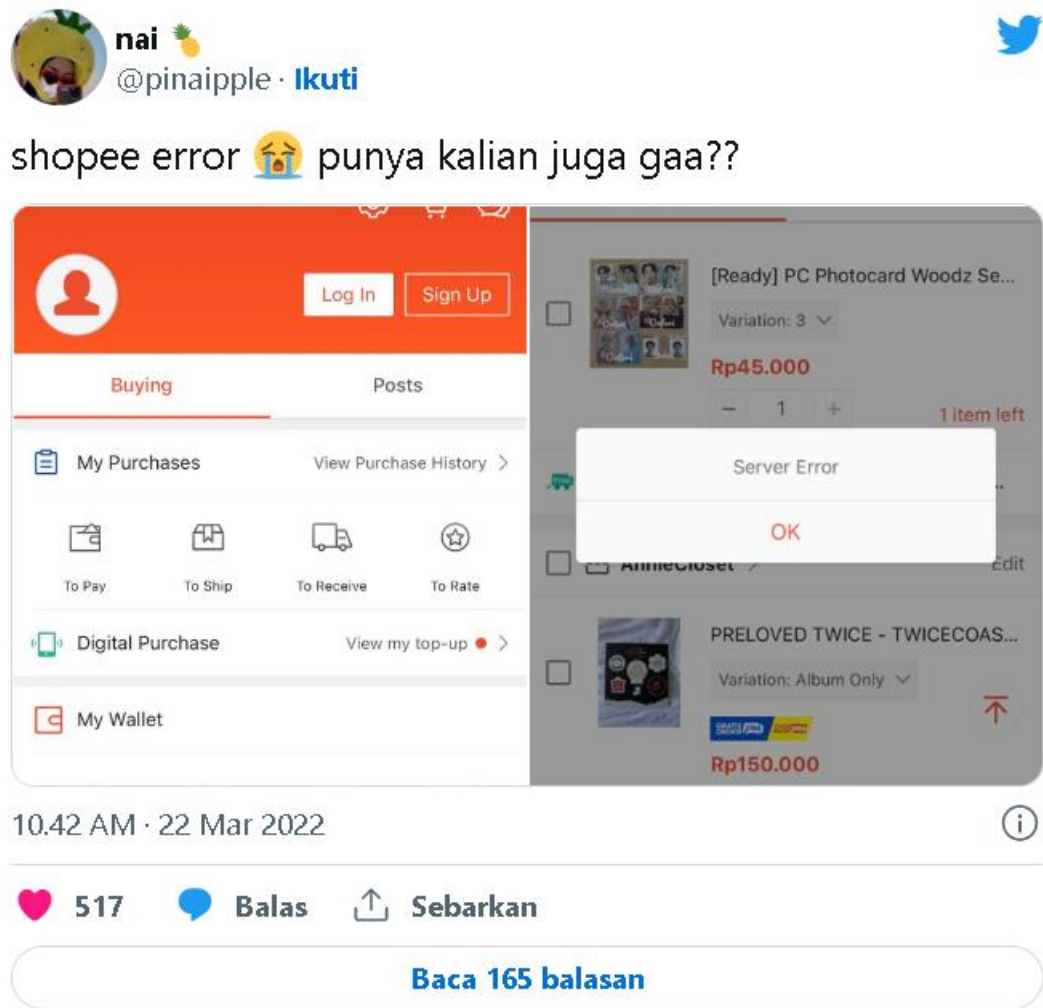 nai 🍍
@pinaipple · Ikuti
shopee error 😭 punya kalian juga gaa??
Log In
Sign Up
Buying
Posts
My Purchases
View Purchase History >
To Pay
To Ship
To Receive
To Rate
Digital Purchase
View my top-up >
My Wallet
[Ready] PC Photocard Woodz Se...
Variation: 3
Rp45.000
− 1 +
1 item left
Server Error
..
OK
AnnieCloset >
Edit
PRELOVED TWICE - TWICECOAS...
Variation: Album Only
Rp150.000
10.42 AM · 22 Mar 2022
517
Balas
Sebarkan
Baca 165 balasan